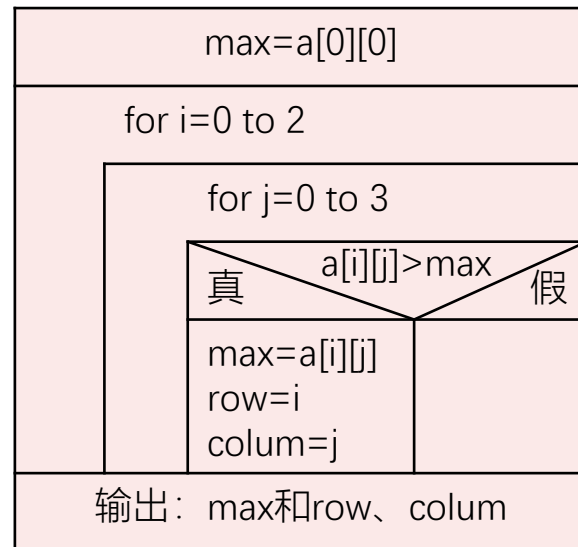 max=a[0][0]
for i=0 to 2
for j=0 to 3
a[i][j]>max
真 假
max=a[i][j]
row=i
colum=j
输出：max和row、colum